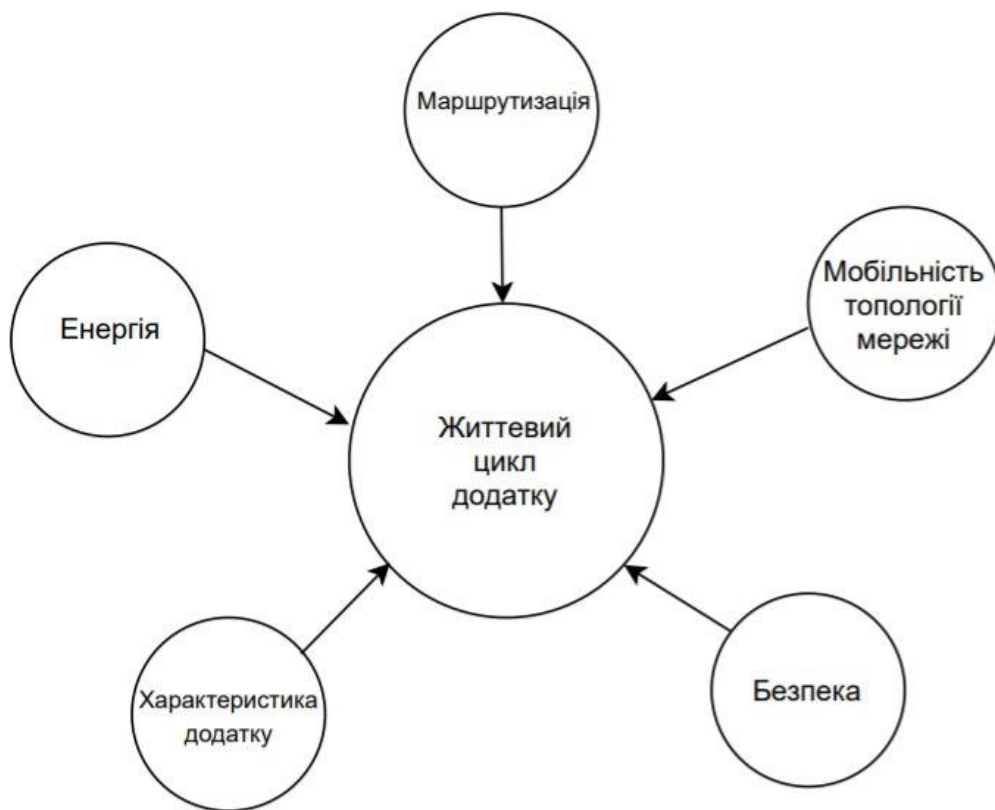 Маршрутизація
Мобільність
топології
мережі
Енергія
Життевий
цикл
додатку
Характеристика
додатку
Безпека